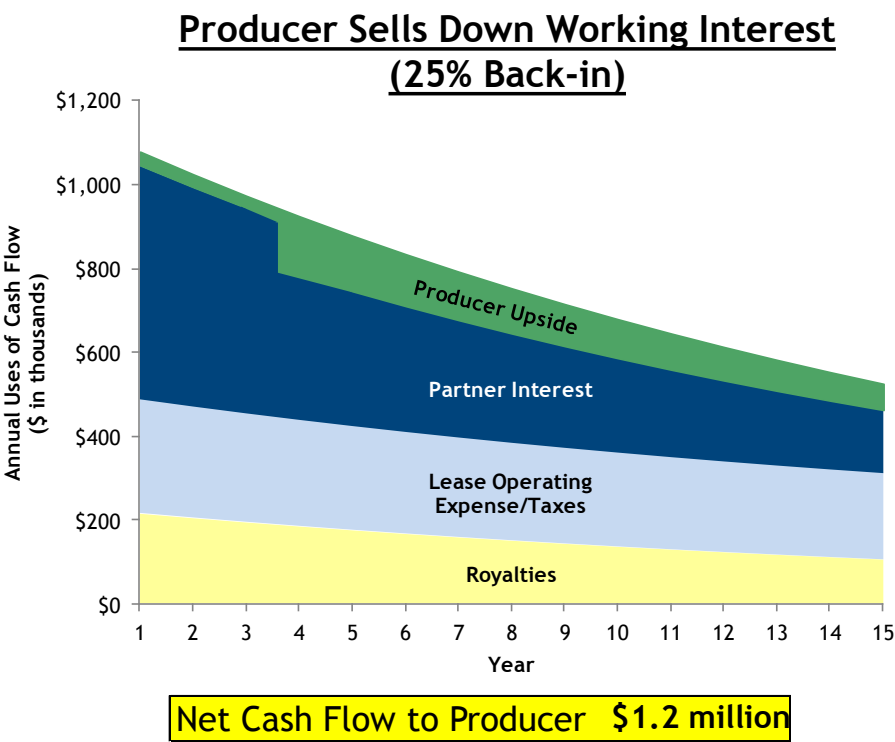 Producer Sells Down Working Interest
(25% Back-in)
$1,200
$1,000
$800
$600
$400
$200
$0
Annual Uses of Cash Flow
($ in thousands)
Producer Upside
Partner Interest
Lease Operating
Expense/Taxes
Royalties
1 2 3 4 5 6 7 8 9 10 11 12 13 14 15
Year
Net Cash Flow to Producer $1.2 million